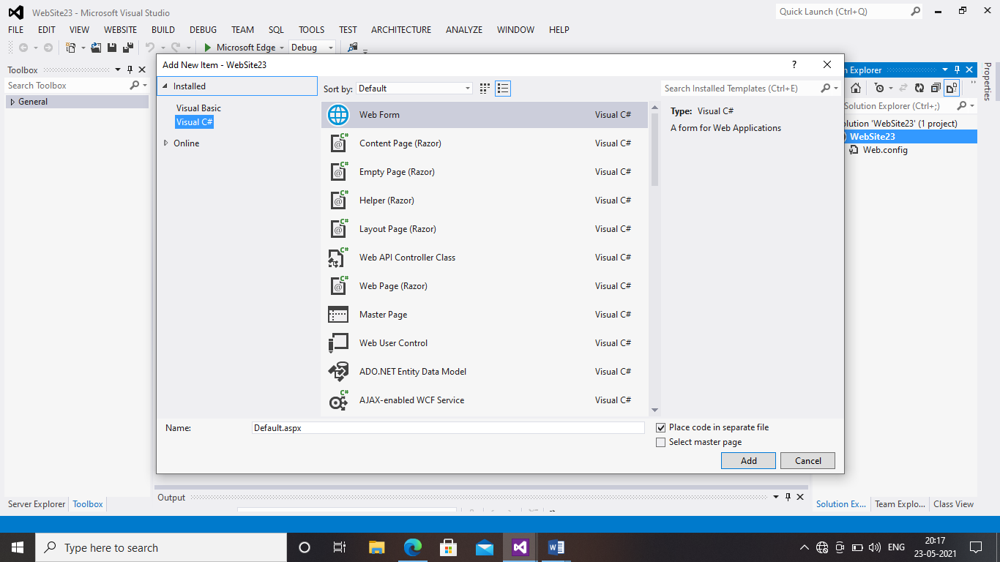 WebSite23 - Microsoft Visual Studio
Quick Launch (Ctrl+Q)
FILE EDIT VIEW WEBSITE BUILD DEBUG TEAM SQL TOOLS TEST ARCHITECTURE ANALYZE WINDOW HELP
Microsoft Edge Debug
Toolbox
Search Toolbox
General
Add New Item - WebSite23
?
Installed
Visual Basic
Visual C#
Online
Sort by: Default
Search Installed Templates (Ctrl+E)
Web Form Visual C#
Content Page (Razor) Visual C#
Empty Page (Razor) Visual C#
Helper (Razor) Visual C#
Layout Page (Razor) Visual C#
Web API Controller Class Visual C#
Web Page (Razor) Visual C#
Master Page Visual C#
Web User Control Visual C#
ADO.NET Entity Data Model Visual C#
AJAX-enabled WCF Service Visual C#
Type: Visual C#
A form for Web Applications
Name: Default.aspx
Place code in separate file
Select master page
Add Cancel
n Explorer
Solution Explorer (Ctrl+;)
olution 'WebSite23' (1 project)
WebSite23
Web.config
Properties
Output
Server Explorer Toolbox
Solution Ex... Team Explo... Class View
Type here to search
ENG
20:17
23-05-2021